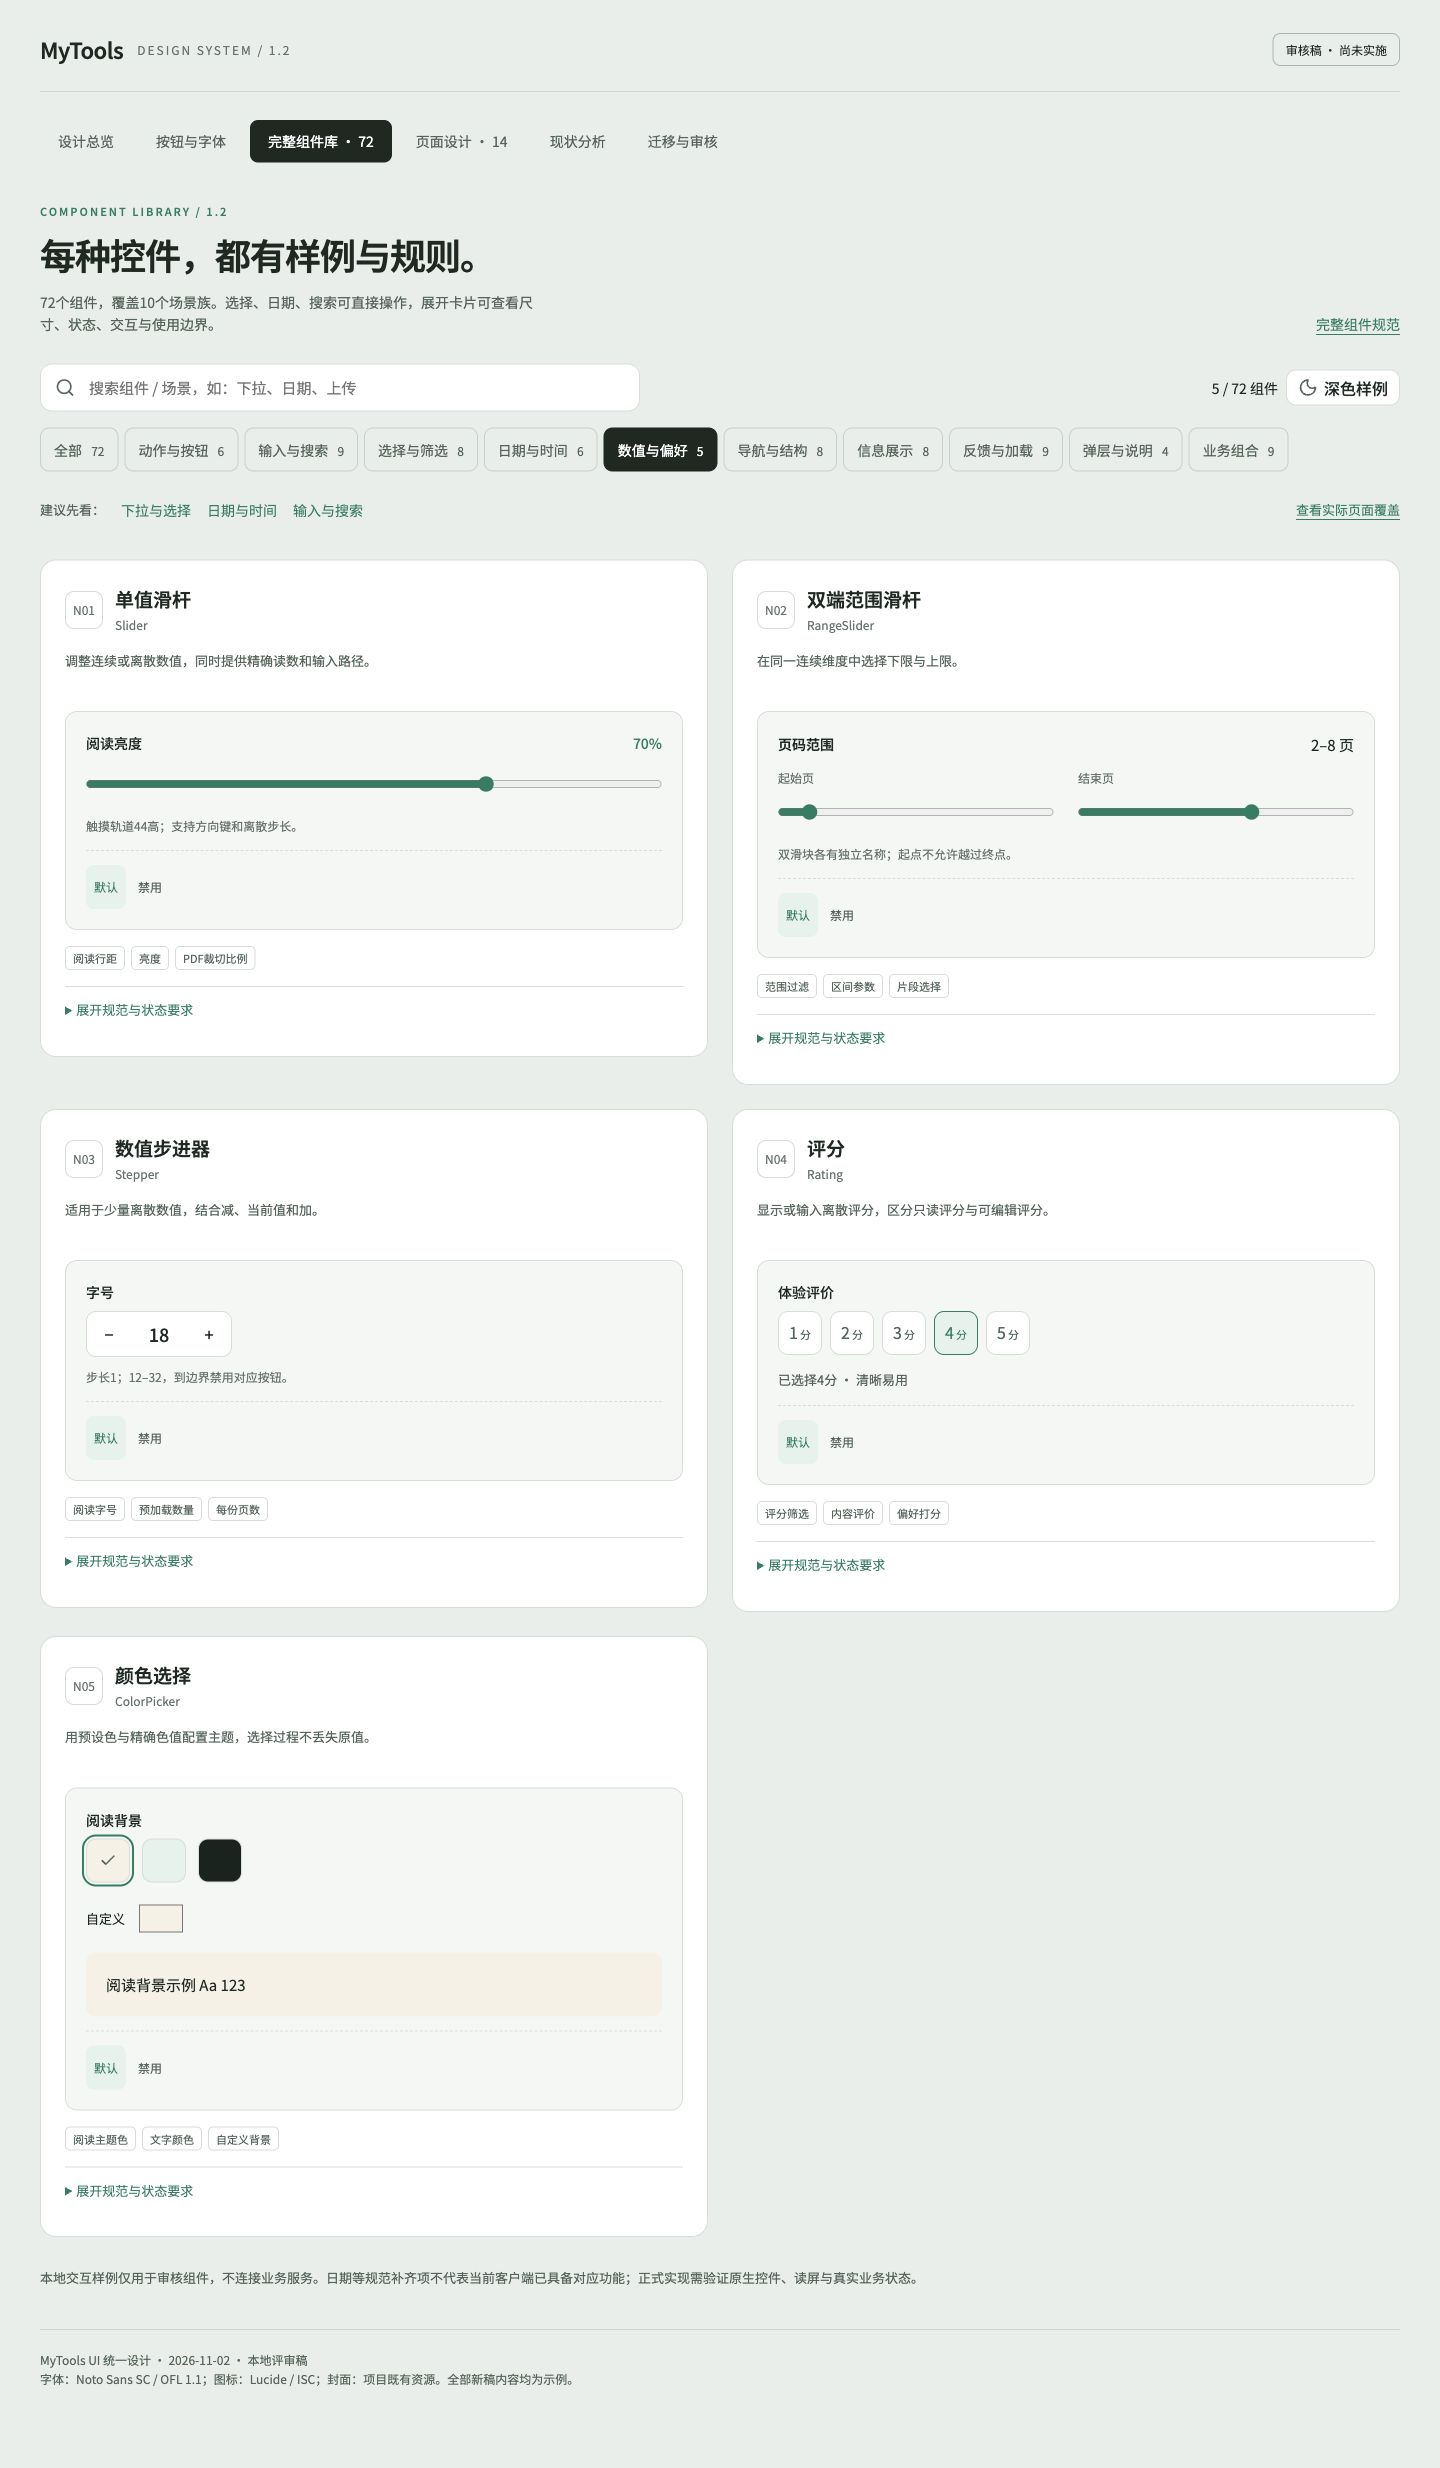 MyTools DESIGN SYSTEM / 1.2
审核稿 · 尚未实施
设计总览 按钮与字体 完整组件库 · 72 页面设计 · 14 现状分析 迁移与审核
COMPONENT LIBRARY / 1.2
每种控件，都有样例与规则。
72个组件，覆盖10个场景族。选择、日期、搜索可直接操作，展开卡片可查看尺
寸、状态、交互与使用边界。
完整组件规范
搜索组件 / 场景，如：下拉、日期、上传
5 / 72 组件 深色样例
全部 72 动作与按钮 6 输入与搜索 9 选择与筛选 8 日期与时间 6 数值与偏好 5 导航与结构 8 信息展示 8 反馈与加载 9 弹层与说明 4 业务组合 9
建议先看： 下拉与选择 日期与时间 输入与搜索
查看实际页面覆盖
N01 单值滑杆
Slider
调整连续或离散数值，同时提供精确读数和输入路径。
阅读亮度 70%
触摸轨道44高；支持方向键和离散步长。
默认 禁用
阅读行距 亮度 PDF裁切比例
展开规范与状态要求
N02 双端范围滑杆
RangeSlider
在同一连续维度中选择下限与上限。
页码范围 2–8 页
起始页 结束页
双滑块各有独立名称；起点不允许越过终点。
默认 禁用
范围过滤 区间参数 片段选择
展开规范与状态要求
N03 数值步进器
Stepper
适用于少量离散数值，结合减、当前值和加。
字号
− 18 +
步长1；12–32，到边界禁用对应按钮。
默认 禁用
阅读字号 预加载数量 每份页数
展开规范与状态要求
N04 评分
Rating
显示或输入离散评分，区分只读评分与可编辑评分。
体验评价
1分 2分 3分 4分 5分
已选择4分 · 清晰易用
默认 禁用
评分筛选 内容评价 偏好打分
展开规范与状态要求
N05 颜色选择
ColorPicker
用预设色与精确色值配置主题，选择过程不丢失原值。
阅读背景
自定义
阅读背景示例 Aa 123
默认 禁用
阅读主题色 文字颜色 自定义背景
展开规范与状态要求
本地交互样例仅用于审核组件，不连接业务服务。日期等规范补齐项不代表当前客户端已具备对应功能；正式实现需验证原生控件、读屏与真实业务状态。
MyTools UI 统一设计 · 2026-11-02 · 本地评审稿
字体：Noto Sans SC / OFL 1.1；图标：Lucide / ISC；封面：项目既有资源。全部新稿内容均为示例。